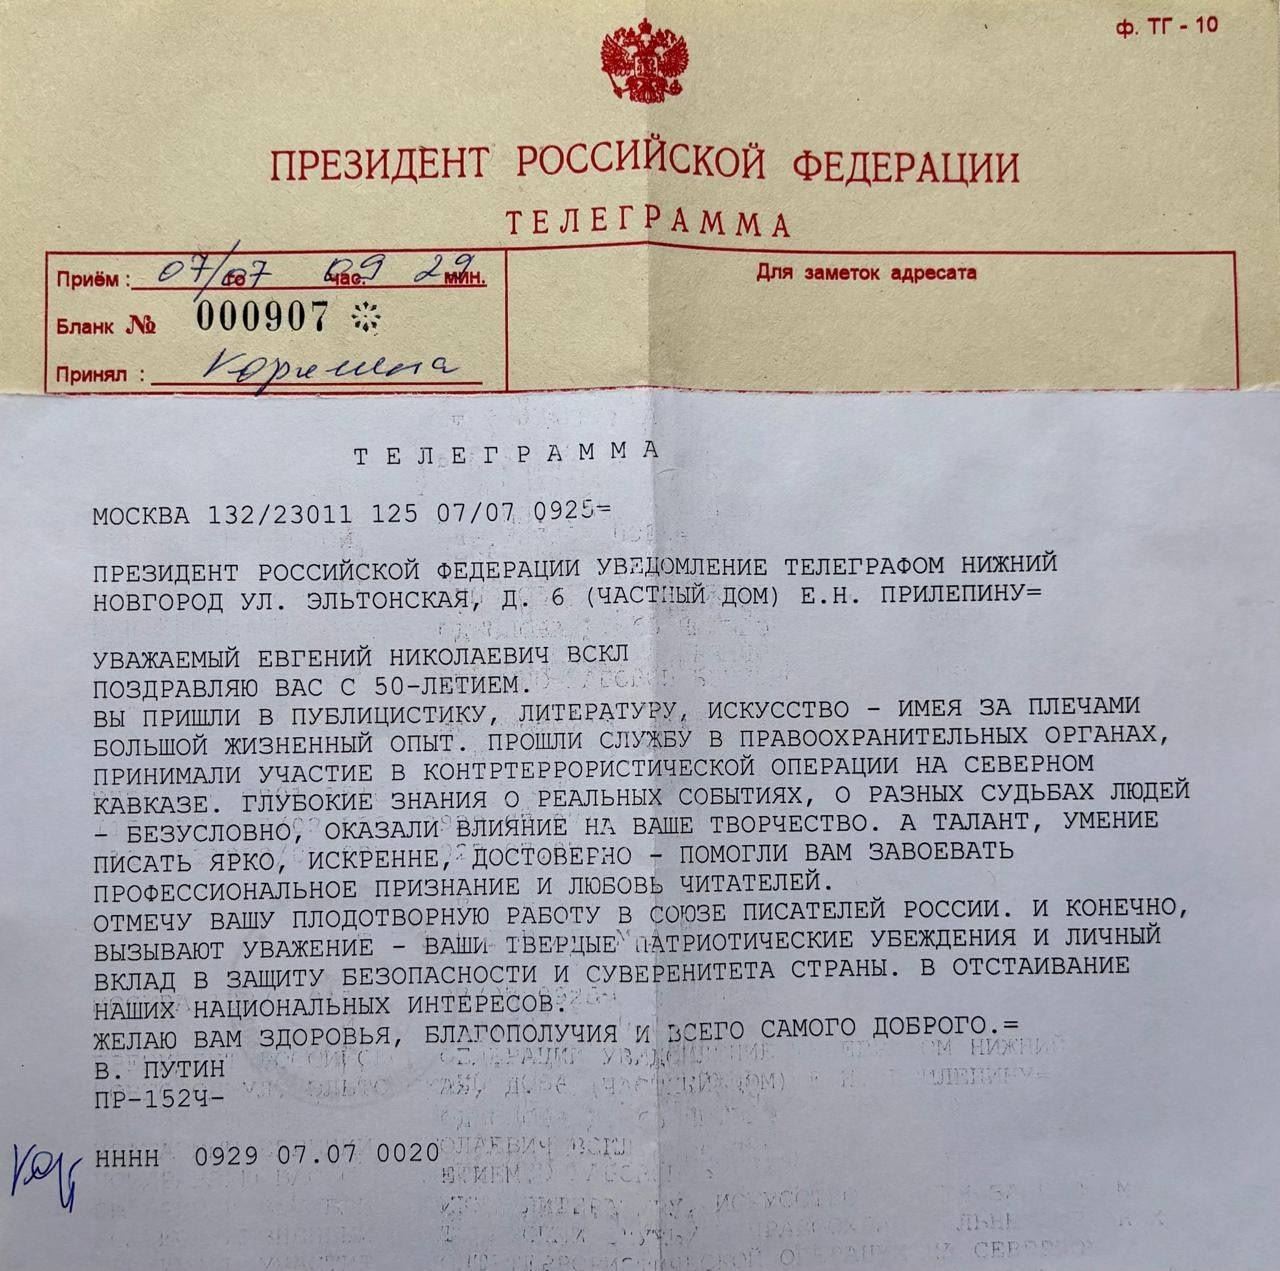 ф. ТГ - 10
ПРЕЗИДЕНТ РОССИЙСКОЙ ФЕДЕРАЦИИ
ТЕЛЕГРАММА
Приём : 07/07 го 09 час. 29 мин.
Для заметок адресата
Бланк № 000907
Принял :
ТЕЛЕГРАММА
МОСКВА 132/23011 125 07/07 0925=
ПРЕЗИДЕНТ РОССИЙСКОЙ ФЕДЕРАЦИИ УВЕДОМЛЕНИЕ ТЕЛЕГРАФОМ НИЖНИЙ
НОВГОРОД УЛ. ЭЛЬТОНСКАЯ, Д. 6 (ЧАСТНЫЙ ДОМ) Е.Н. ПРИЛЕПИНУ=
УВАЖАЕМЫЙ ЕВГЕНИЙ НИКОЛАЕВИЧ ВСКЛ
ПОЗДРАВЛЯЮ ВАС С 50-ЛЕТИЕМ.
ВЫ ПРИШЛИ В ПУБЛИЦИСТИКУ, ЛИТЕРАТУРУ, ИСКУССТВО - ИМЕЯ ЗА ПЛЕЧАМИ
БОЛЬШОЙ ЖИЗНЕННЫЙ ОПЫТ. ПРОШЛИ СЛУЖБУ В ПРАВООХРАНИТЕЛЬНЫХ ОРГАНАХ,
ПРИНИМАЛИ УЧАСТИЕ В КОНТРТЕРРОРИСТИЧЕСКОЙ ОПЕРАЦИИ НА СЕВЕРНОМ
КАВКАЗЕ. ГЛУБОКИЕ ЗНАНИЯ О РЕАЛЬНЫХ СОБЫТИЯХ, О РАЗНЫХ СУДЬБАХ ЛЮДЕЙ
- БЕЗУСЛОВНО, ОКАЗАЛИ ВЛИЯНИЕ НА ВАШЕ ТВОРЧЕСТВО. А ТАЛАНТ, УМЕНИЕ
ПИСАТЬ ЯРКО, ИСКРЕННЕ, ДОСТОВЕРНО - ПОМОГЛИ ВАМ ЗАВОЕВАТЬ
ПРОФЕССИОНАЛЬНОЕ ПРИЗНАНИЕ И ЛЮБОВЬ ЧИТАТЕЛЕЙ.
ОТМЕЧУ ВАШУ ПЛОДОТВОРНУЮ РАБОТУ В СОЮЗЕ ПИСАТЕЛЕЙ РОССИИ. И КОНЕЧНО,
ВЫЗЫВАЮТ УВАЖЕНИЕ - ВАШИ ТВЕРДЫЕ ПАТРИОТИЧЕСКИЕ УБЕЖДЕНИЯ И ЛИЧНЫЙ
ВКЛАД В ЗАЩИТУ БЕЗОПАСНОСТИ И СУВЕРЕНИТЕТА СТРАНЫ. В ОТСТАИВАНИЕ
НАШИХ НАЦИОНАЛЬНЫХ ИНТЕРЕСОВ.
ЖЕЛАЮ ВАМ ЗДОРОВЬЯ, БЛАГОПОЛУЧИЯ И ВСЕГО САМОГО ДОБРОГО.=
В. ПУТИН
ПР-152Ч-
НННН 0929 07.07 0020